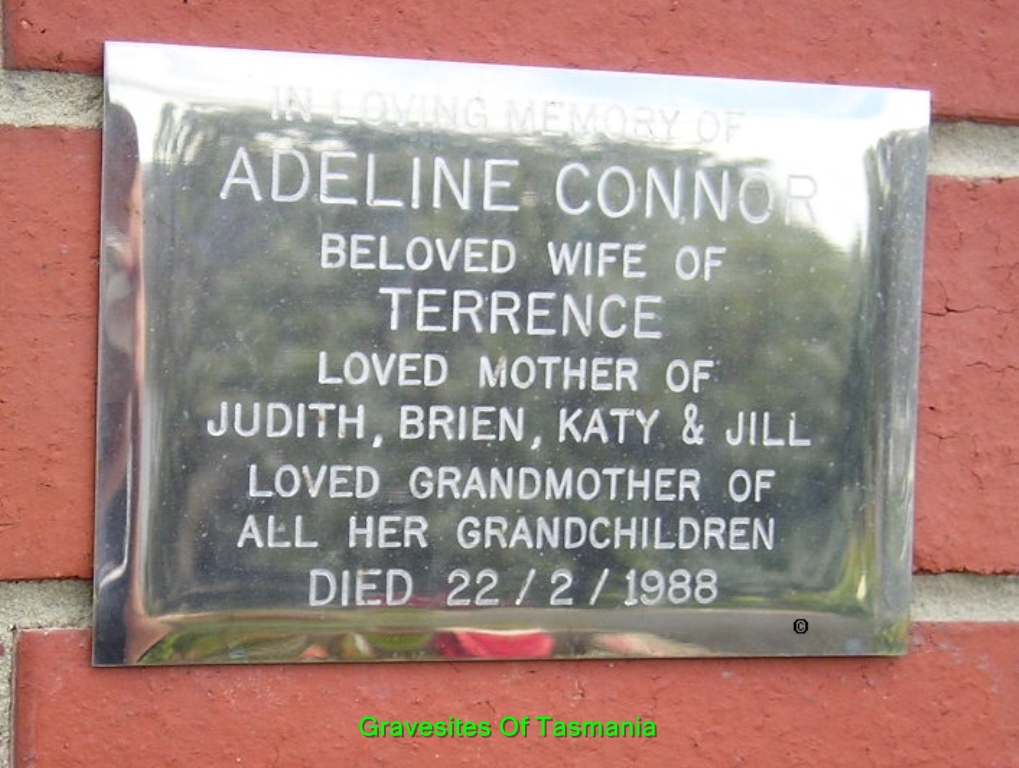 IN LOVING MEMORY OF
ADELINE CONNOR
BELOVED WIFE OF
TERRENCE
LOVED MOTHER OF
JUDITH, BRIEN, KATY & JILL
LOVED GRANDMOTHER OF
ALL HER GRANDCHILDREN
DIED 22/2/1988
©
Gravesites Of Tasmania